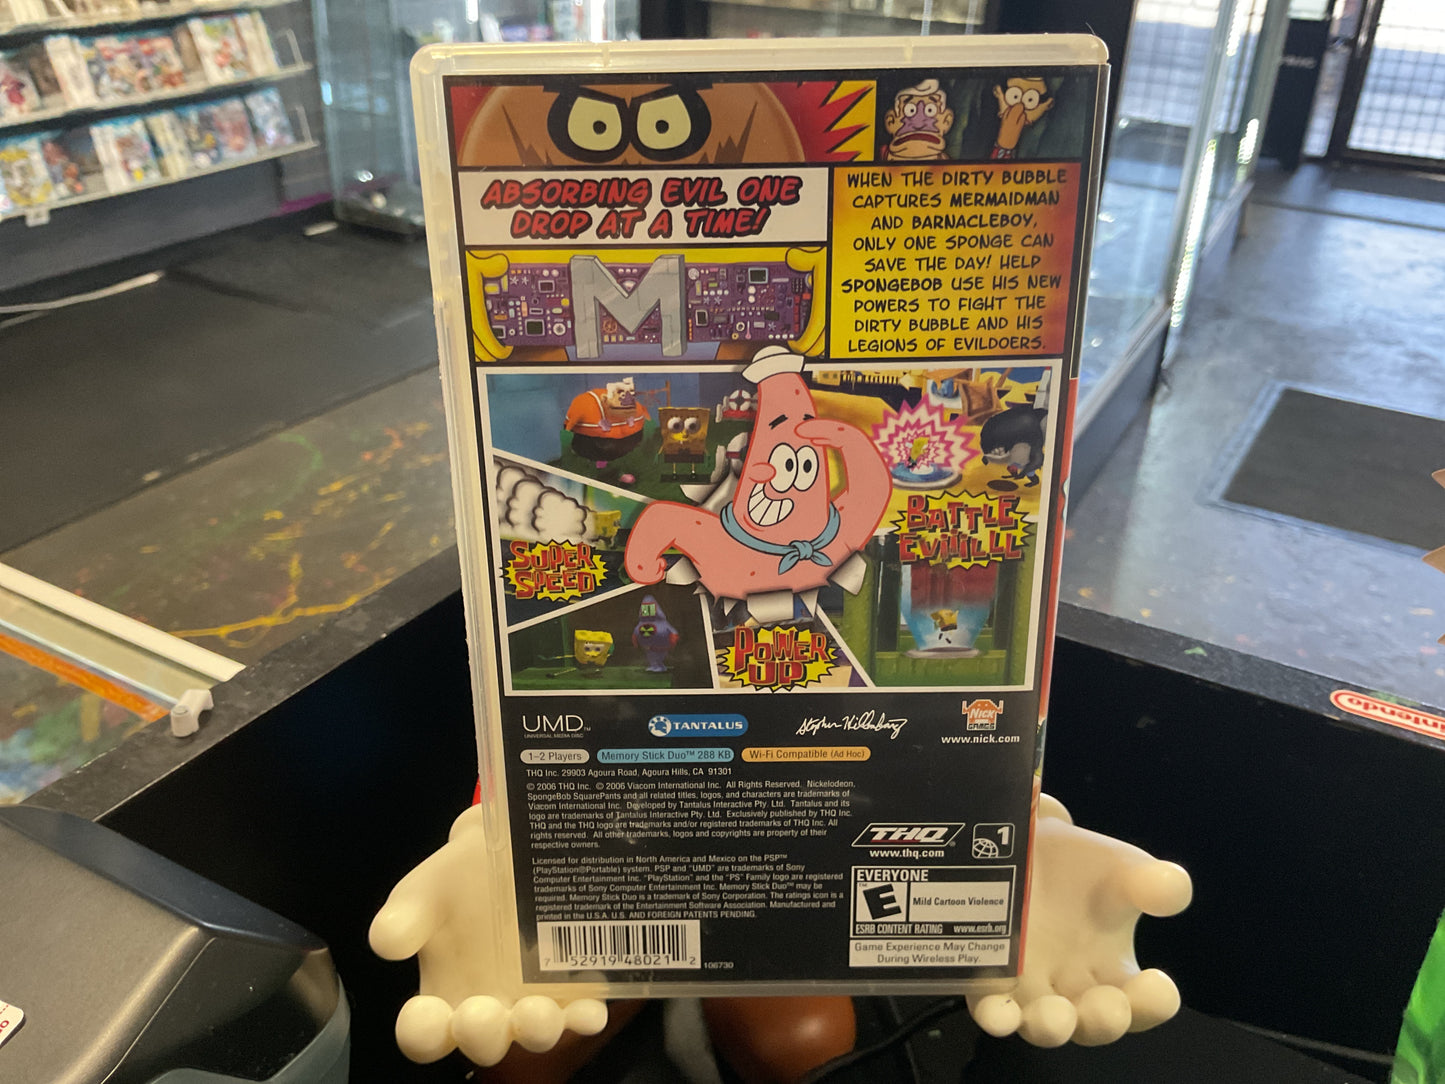 ABSORBING EVIL ONE
DROP AT A TIME!
WHEN THE DIRTY BUBBLE
CAPTURES MERMAIDMAN
AND BARNACLEBOY,
ONLY ONE SPONGE CAN
SAVE THE DAY! HELP
SPONGEBOB USE HIS NEW
POWERS TO FIGHT THE
DIRTY BUBBLE AND HIS
LEGIONS OF EVILDOERS.
M
BATTLE
EVIIILLL
SUPER
SPEED
POWER
UP
UMD™
UNIVERSAL MEDIA DISC
TANTALUS
Stephen Hillenburg
NICK
GAMES
www.nick.com
1-2 Players
Memory Stick Duo™ 288 KB
Wi-Fi Compatible (Ad Hoc)
THQ Inc. 29903 Agoura Road, Agoura Hills, CA 91301
© 2006 THQ Inc. © 2006 Viacom International Inc. All Rights Reserved. Nickelodeon,
SpongeBob SquarePants and all related titles, logos, and characters are trademarks of
Viacom International Inc. Developed by Tantalus Interactive Pty. Ltd. Tantalus and its
logo are trademarks of Tantalus Interactive Pty. Ltd. Exclusively published by THQ Inc.
THQ and the THQ logo are trademarks and/or registered trademarks of THQ Inc. All
rights reserved. All other trademarks, logos and copyrights are property of their
respective owners.
THQ®
www.thq.com
1
Licensed for distribution in North America and Mexico on the PSP™
(PlayStation®Portable) system. PSP and "UMD" are trademarks of Sony
Computer Entertainment Inc. "PlayStation" and the "PS" Family logo are registered
trademarks of Sony Computer Entertainment Inc. Memory Stick Duo™ may be
required. Memory Stick Duo is a trademark of Sony Corporation. The ratings icon is a
registered trademark of the Entertainment Software Association. Manufactured and
printed in the U.S.A. U.S. AND FOREIGN PATENTS PENDING.
EVERYONE
E
Mild Cartoon Violence
ESRB CONTENT RATING www.esrb.org
Game Experience May Change
During Wireless Play.
7 52919 48021 2
106730
Nintendo